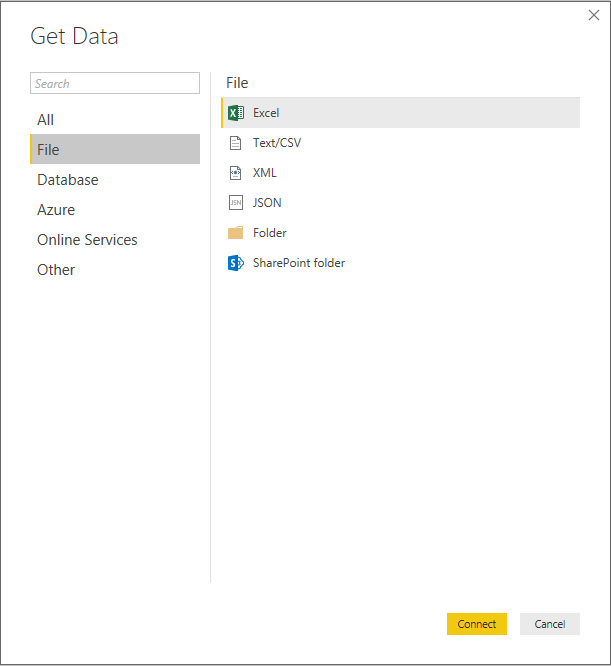 Get Data
Search
All
File
Database
Azure
Online Services
Other
File
Excel
Text/CSV
XML
JSON
Folder
SharePoint folder
Connect
Cancel